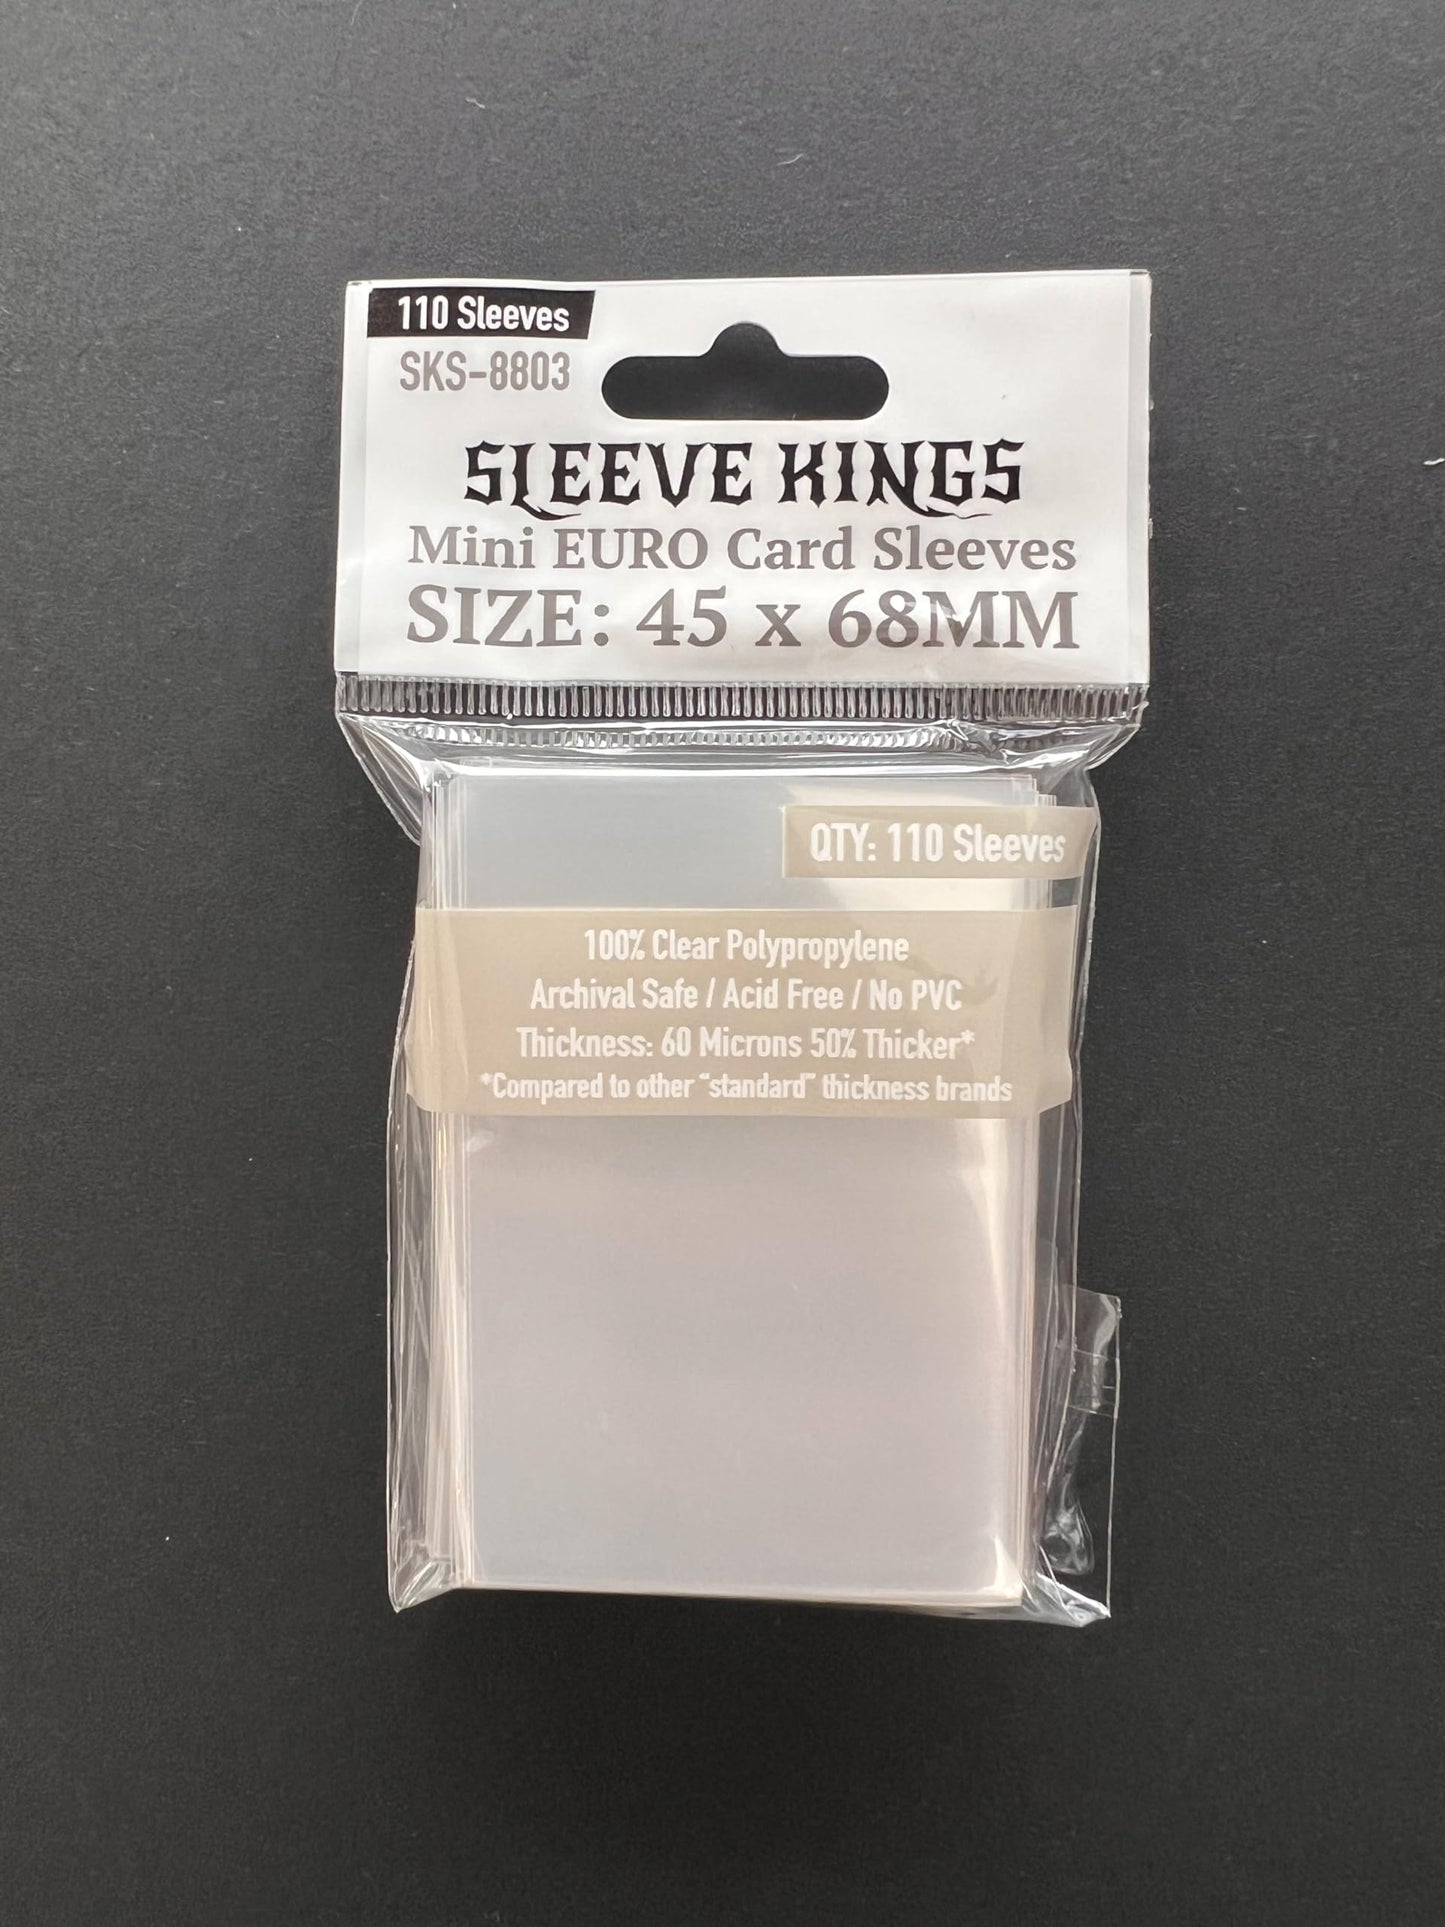 110 Sleeves
SKS-8803
SLEEVE KINGS
Mini EURO Card Sleeves
SIZE: 45 x 68MM
QTY: 110 Sleeves
100% Clear Polypropylene
Archival Safe / Acid Free / No PVC
Thickness: 60 Microns 50% Thicker*
*Compared to other "standard" thickness brands